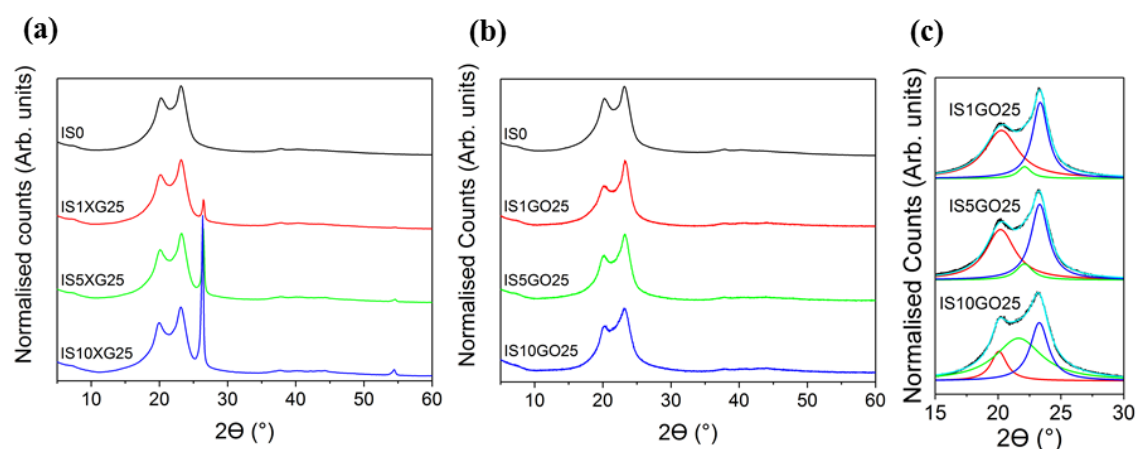 (a)
Normalised counts (Arb. units)
IS0
IS1XG25
IS5XG25
IS10XG25
10 20 30 40 50 60
2Θ (°)
(b)
Normalised Counts (Arb. units)
IS0
IS1GO25
IS5GO25
IS10GO25
10 20 30 40 50 60
2Θ (°)
(c)
Normalised Counts (Arb. units)
IS1GO25
IS5GO25
IS10GO25
15 20 25 30
2Θ (°)